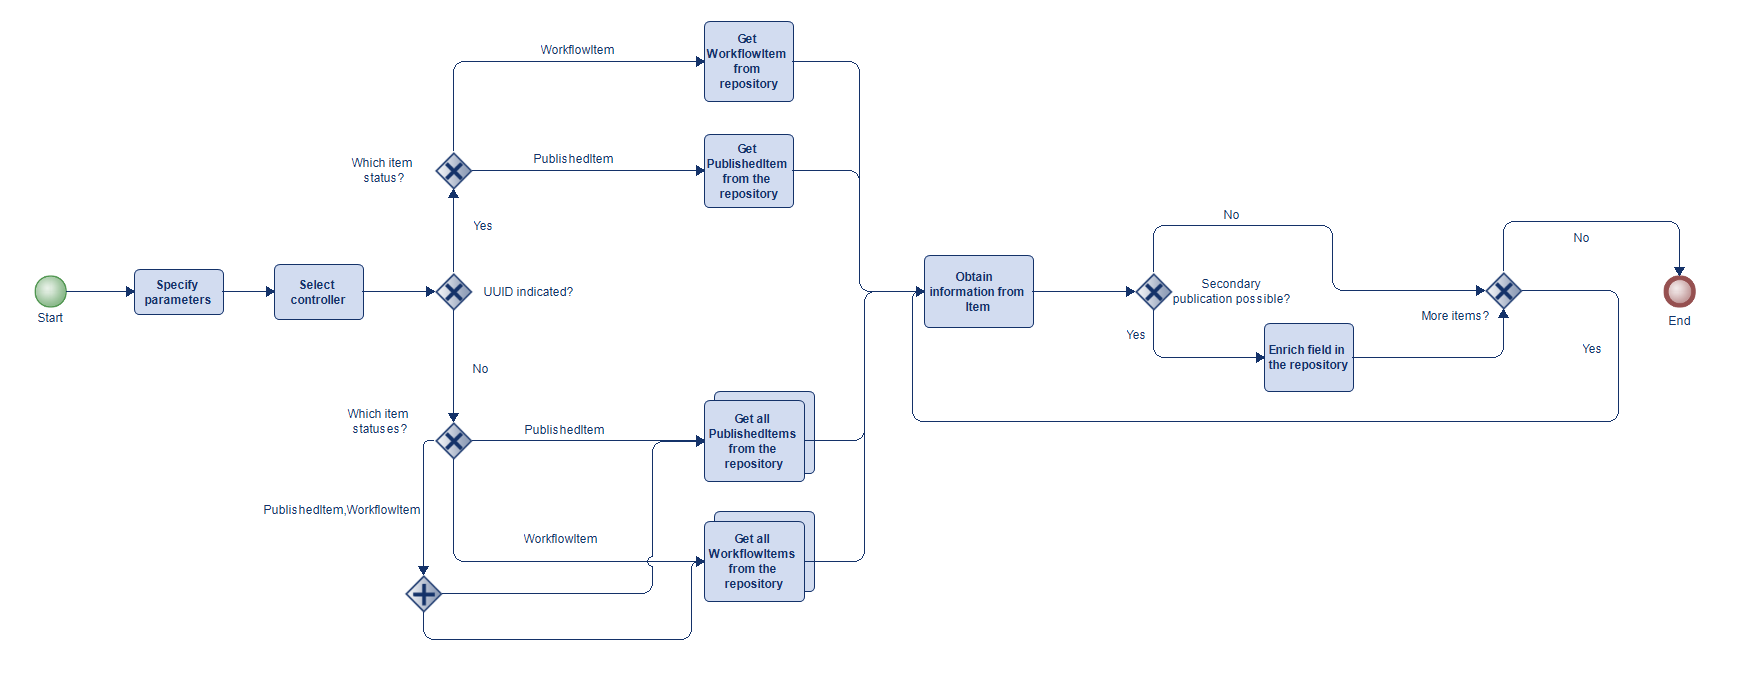 Start
Specify
parameters
Select
controller
UUID indicated?
Yes
Which item
status?
WorkflowItem
Get
WorkflowItem
from
repository
PublishedItem
Get
PublishedItem
from the
repository
No
Which item
statuses?
PublishedItem
Get all
PublishedItems
from the
repository
PublishedItem,WorkflowItem
WorkflowItem
Get all
WorkflowItems
from the
repository
Obtain
information from
Item
Secondary
publication possible?
No
Yes
Enrich field in
the repository
More items?
No
Yes
End